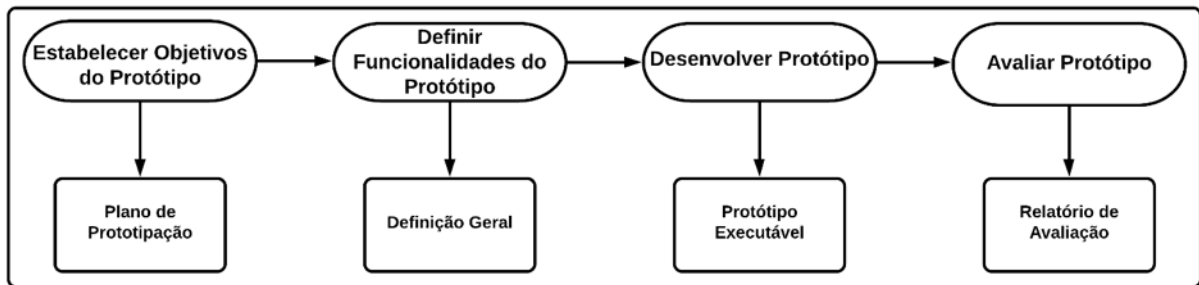 Estabelecer Objetivos
do Protótipo
Definir
Funcionalidades do
Protótipo
Desenvolver Protótipo
Avaliar Protótipo
Plano de
Prototipação
Definição Geral
Protótipo
Executável
Relatório de
Avaliação